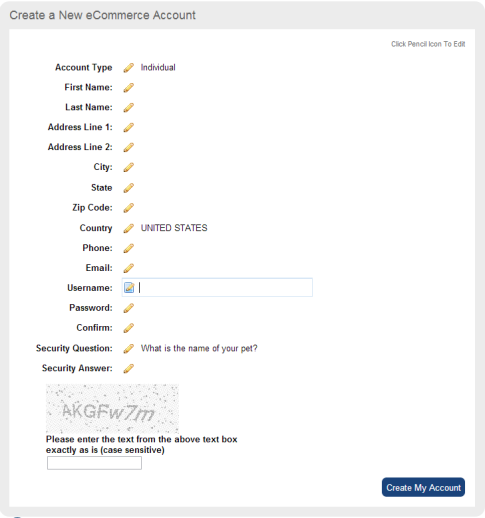 Create a New eCommerce Account
Click Pencil Icon To Edit
Account Type Individual
First Name:
Last Name:
Address Line 1:
Address Line 2:
City:
State
Zip Code:
Country UNITED STATES
Phone:
Email:
Username:
Password:
Confirm:
Security Question: What is the name of your pet?
Security Answer:
AKGFw7m
Please enter the text from the above text box
exactly as is (case sensitive)
Create My Account